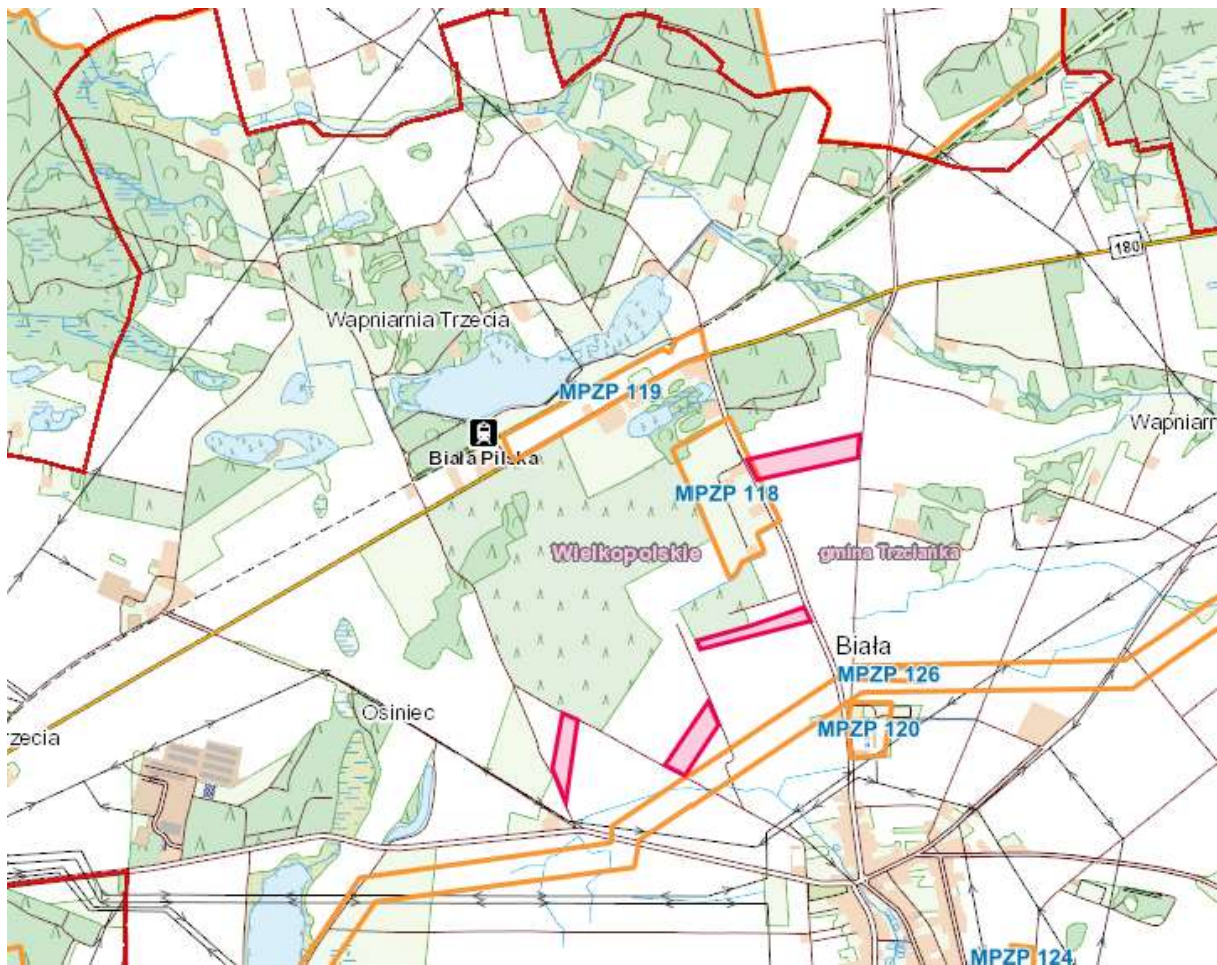 180
Wapniarnia Trzecia
MPZP 119
Wapniarn
Biała Pilska
MPZP 118
Wielkopolskie
gmina Trzcianka
Biała
MPZP 126
Osiniec
MPZP 120
rzecia
MPZP 124